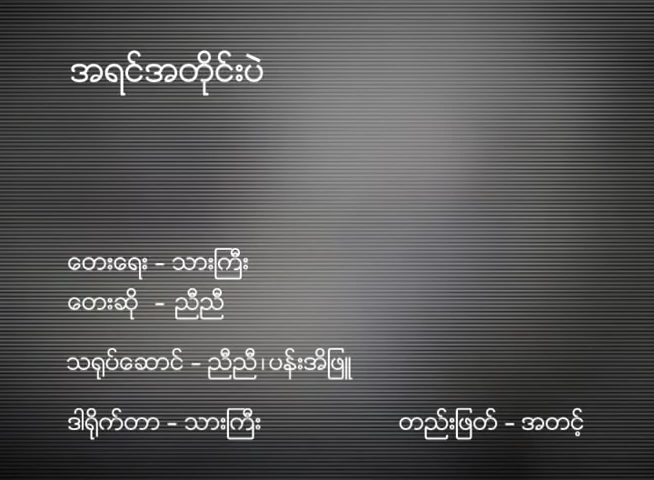 အရင်အတိုင်းပဲ
တေးရေး - သားကြီး
တေးဆို - ညီညီ
သရုပ်ဆောင် - ညီညီ၊ပန်းအိဖြူ
ဒါရိုက်တာ - သားကြီး
တည်းဖြတ် - အတင့်